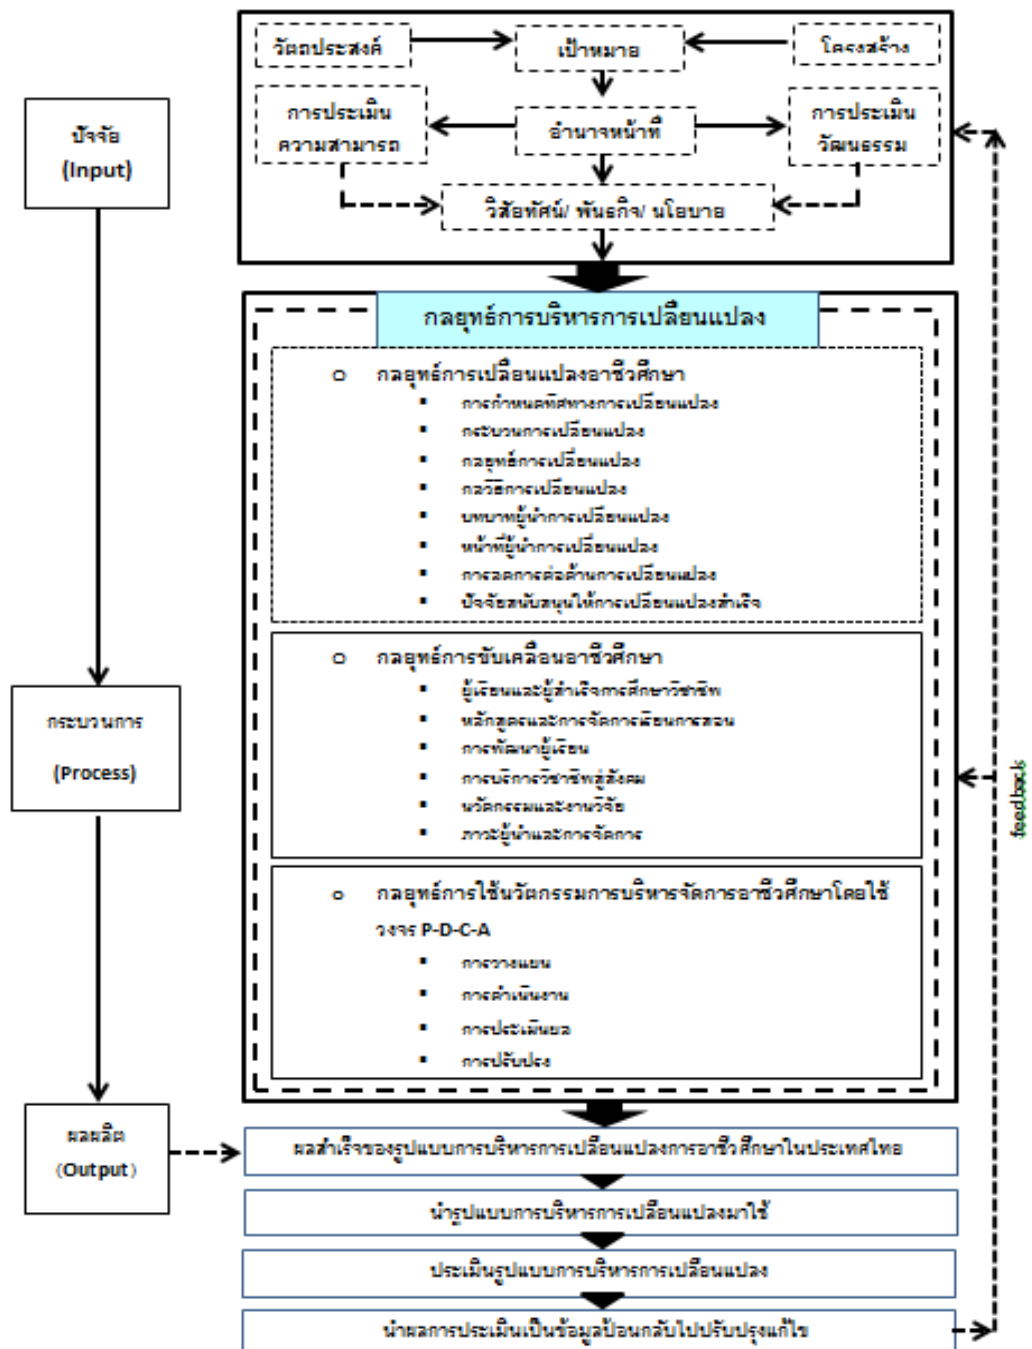 วัตถุประสงค์
เป้าหมาย
โครงสร้าง
การประเมิน
ความสามารถ
อำนาจหน้าที่
การประเมิน
วัฒนธรรม
วิสัยทัศน์/ พันธกิจ/ นโยบาย
ปัจจัย
(Input)
กลยุทธ์การบริหารการเปลี่ยนแปลง
กลยุทธ์การเปลี่ยนแปลงอาชีวศึกษา
การกำหนดทิศทางการเปลี่ยนแปลง
กระบวนการเปลี่ยนแปลง
กลยุทธ์การเปลี่ยนแปลง
กลวิธีการเปลี่ยนแปลง
บทบาทผู้นำการเปลี่ยนแปลง
หน้าที่ผู้นำการเปลี่ยนแปลง
การลดการต่อต้านการเปลี่ยนแปลง
ปัจจัยสนับสนุนให้การเปลี่ยนแปลงสำเร็จ
กระบวนการ
(Process)
กลยุทธ์การขับเคลื่อนอาชีวศึกษา
ผู้เรียนและผู้สำเร็จการศึกษาวิชาชีพ
หลักสูตรและการจัดการเรียนการสอน
การพัฒนาผู้เรียน
การบริการวิชาชีพสู่สังคม
นวัตกรรมและงานวิจัย
ภาวะผู้นำและการจัดการ
กลยุทธ์การใช้นวัตกรรมการบริหารจัดการอาชีวศึกษาโดยใช้
วงจร P-D-C-A
การวางแผน
การดำเนินงาน
การประเมินผล
การปรับปรุง
feedback
ผลผลิต
(Output)
ผลสำเร็จของรูปแบบการบริหารการเปลี่ยนแปลงการอาชีวศึกษาในประเทศไทย
นำรูปแบบการบริหารการเปลี่ยนแปลงมาใช้
ประเมินรูปแบบการบริหารการเปลี่ยนแปลง
นำผลการประเมินเป็นข้อมูลป้อนกลับไปปรับปรุงแก้ไข